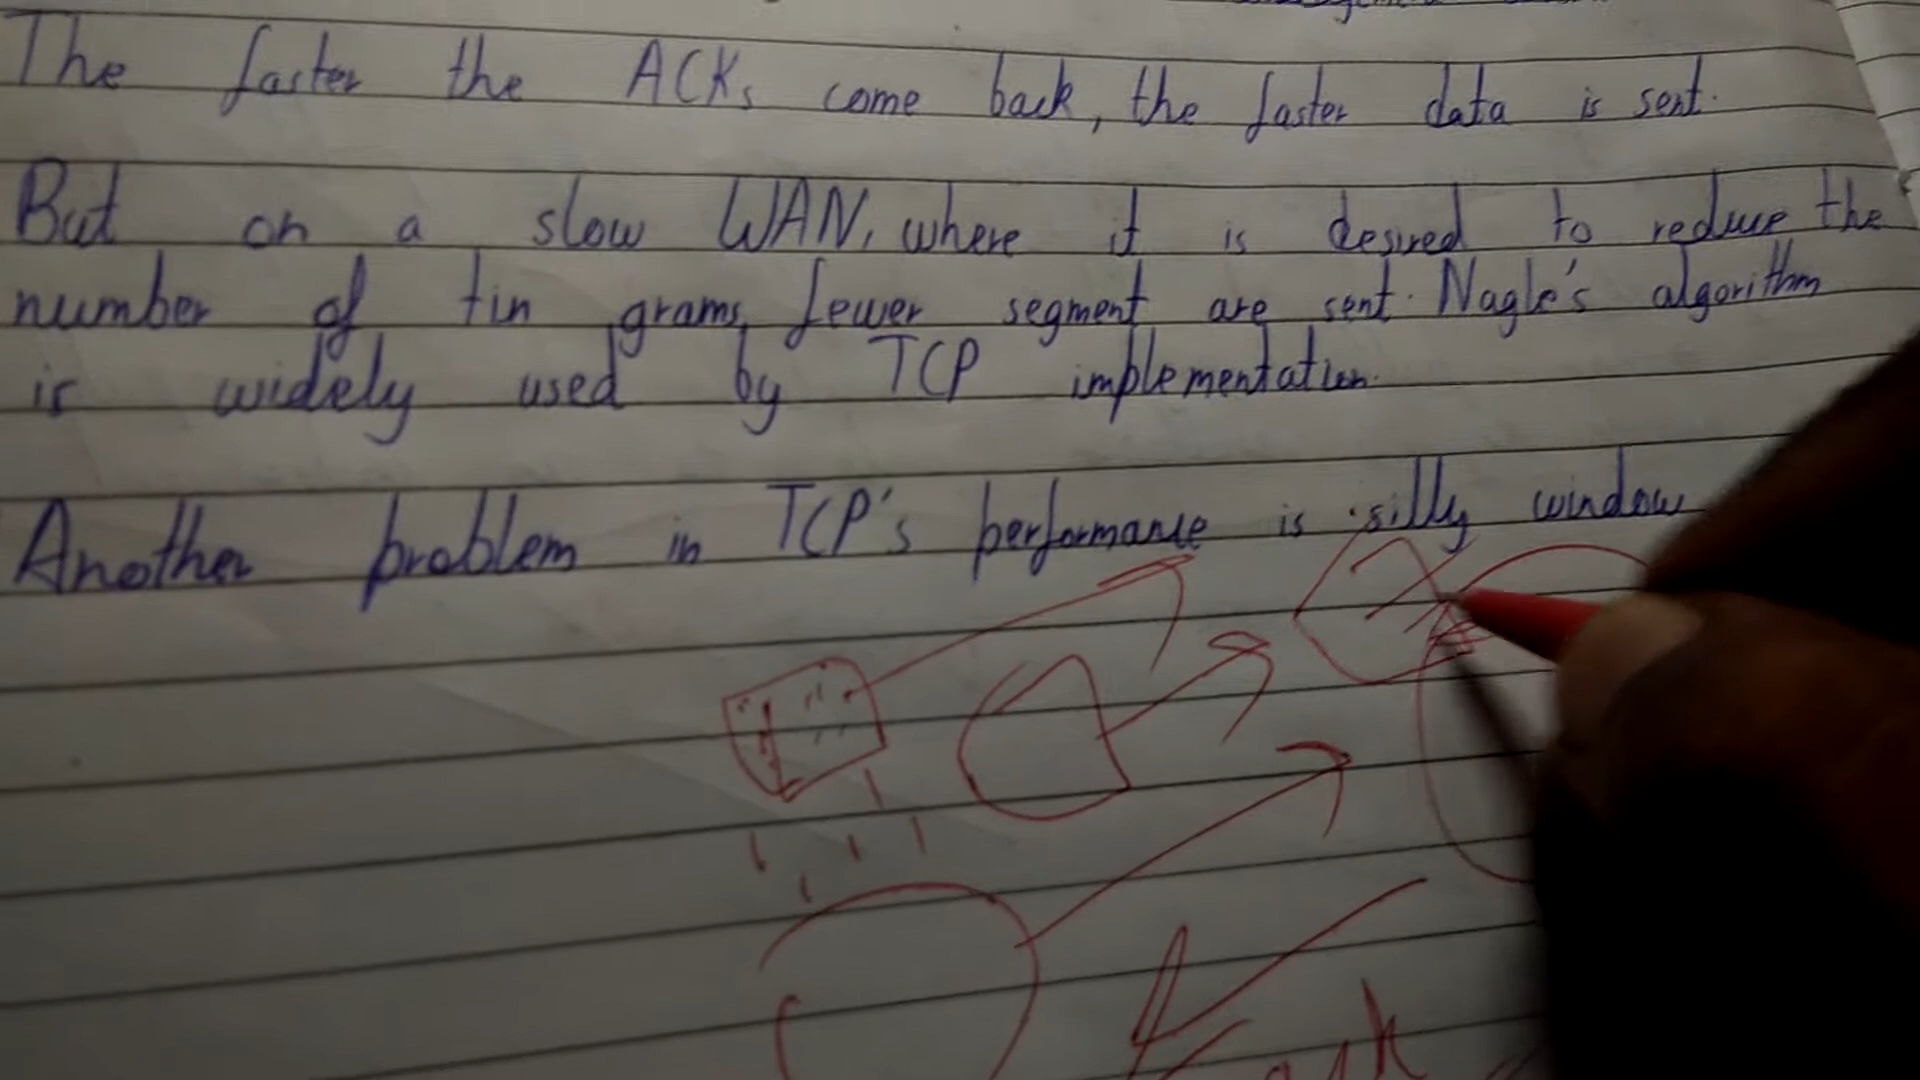 The faster the ACKs come back, the faster data is sent.
But on a slow WAN, where it is desired to reduce the
number of tin grams, fewer segment are sent. Nagle's algorithm
is widely used by TCP implementation.
Another problem in TCP's performance is silly window